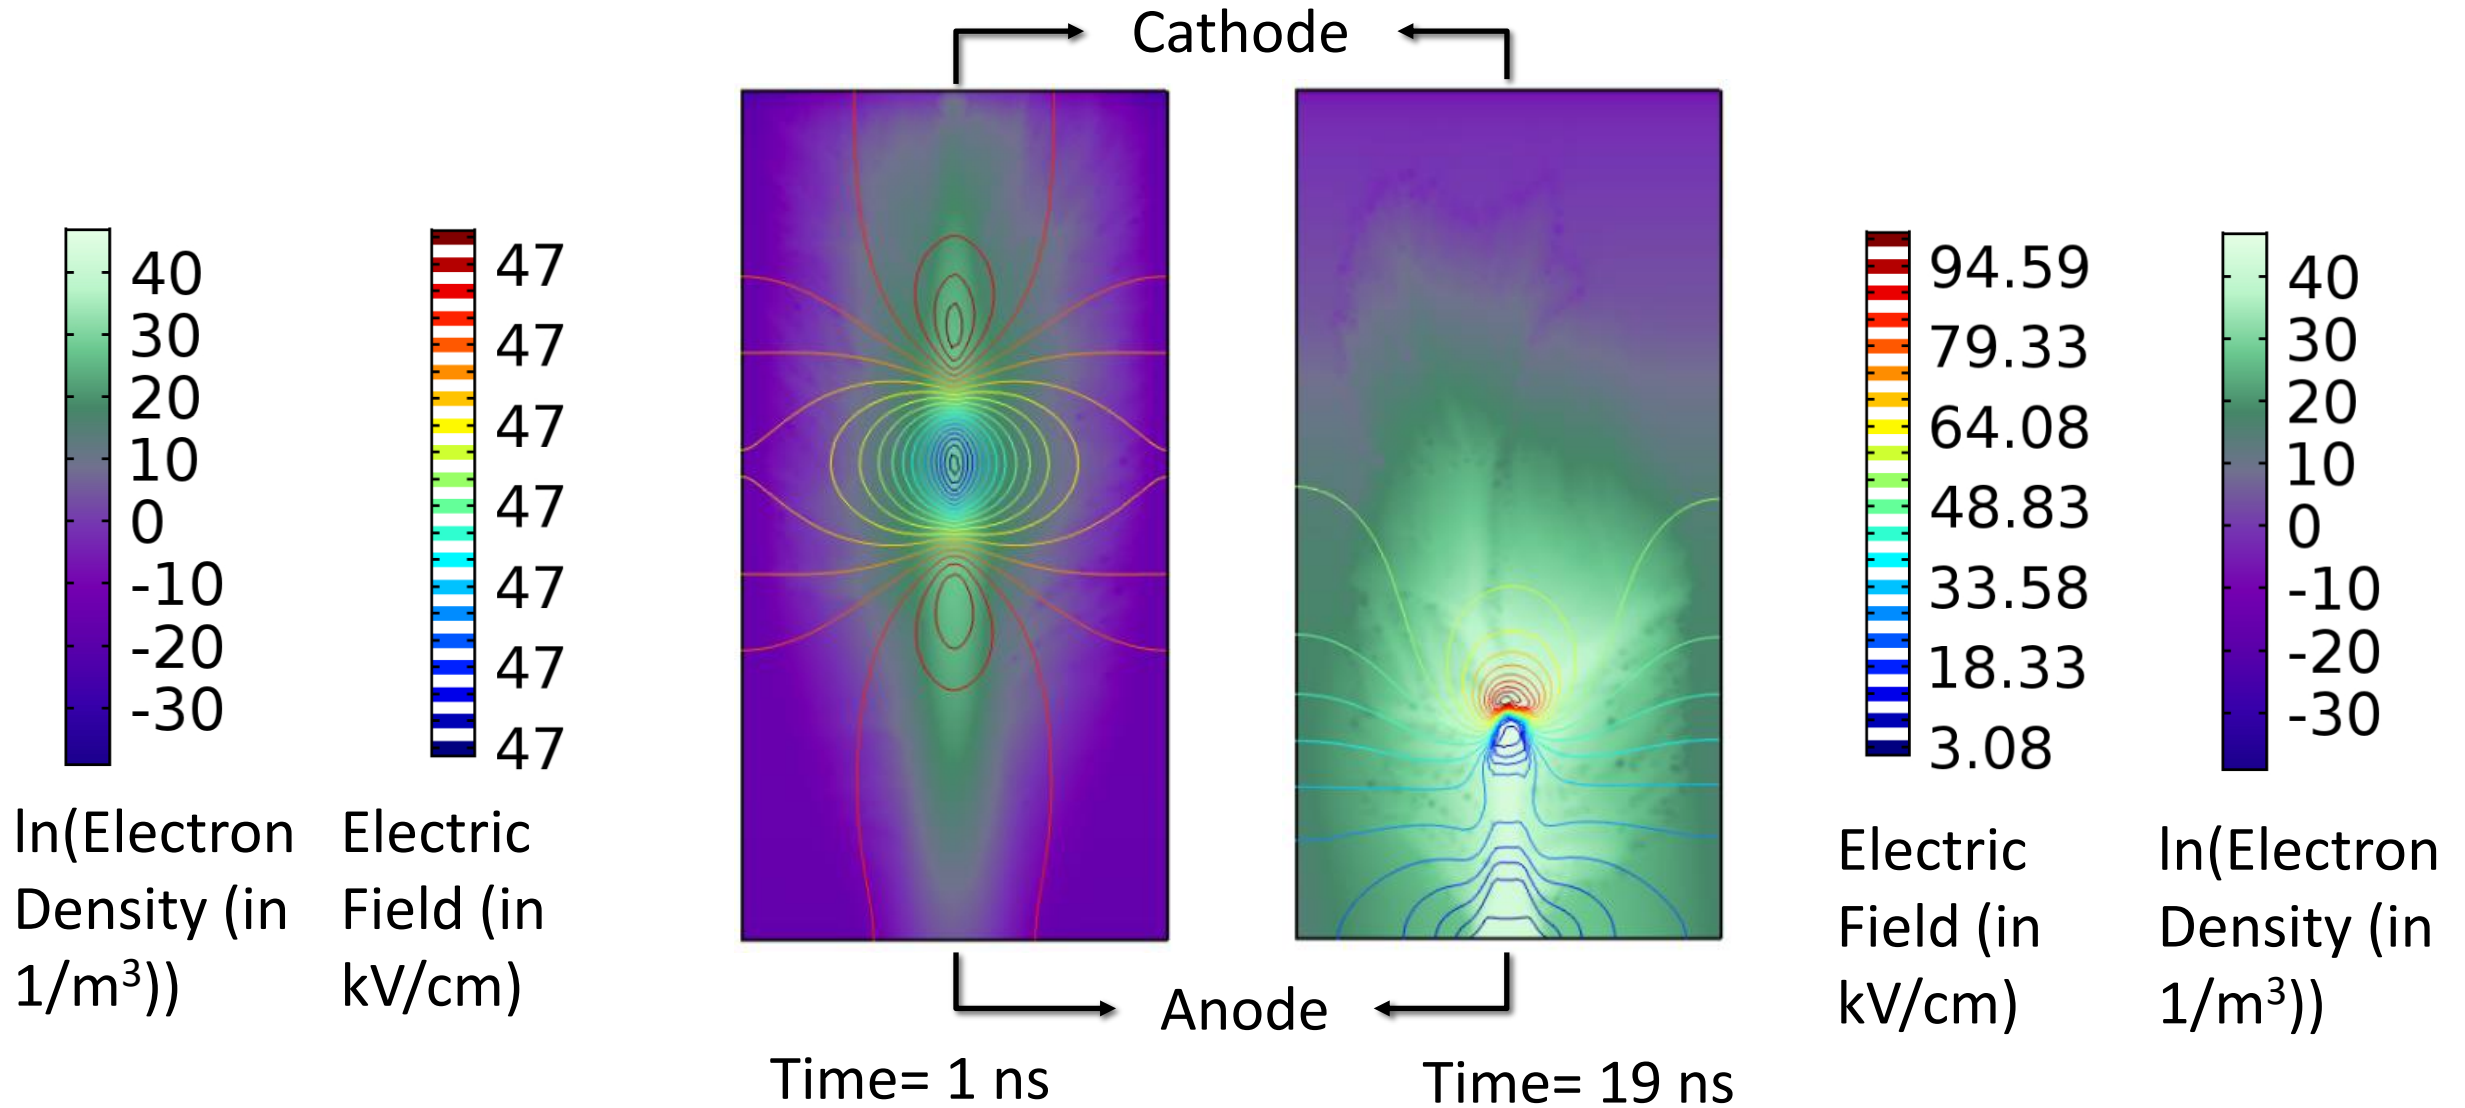 Cathode
40
30
20
10
0
-10
-20
-30
ln(Electron
Density (in
1/m³))
47
47
47
47
47
47
47
Electric
Field (in
kV/cm)
94.59
79.33
64.08
48.83
33.58
18.33
3.08
Electric
Field (in
kV/cm)
40
30
20
10
0
-10
-20
-30
ln(Electron
Density (in
1/m³))
Anode
Time= 1 ns
Time= 19 ns